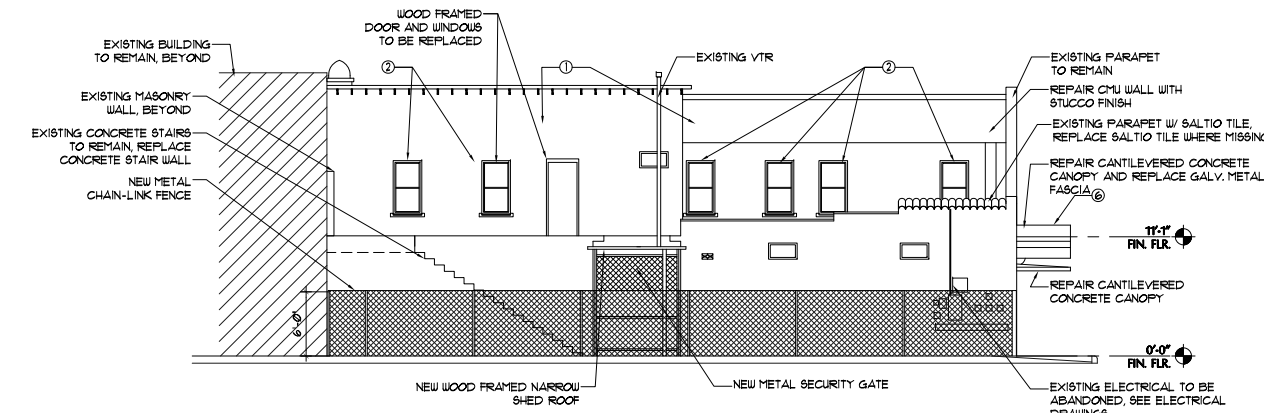 WOOD FRAMED
DOOR AND WINDOWS
TO BE REPLACED
EXISTING BUILDING
TO REMAIN, BEYOND
2
1
EXISTING VTR
2
EXISTING PARAPET
TO REMAIN
EXISTING MASONRY
WALL, BEYOND
REPAIR CMU WALL WITH
STUCCO FINISH
EXISTING CONCRETE STAIRS
TO REMAIN, REPLACE
CONCRETE STAIR WALL
EXISTING PARAPET W/ SALTIO TILE,
REPLACE SALTIO TILE WHERE MISSING
NEW METAL
CHAIN-LINK FENCE
REPAIR CANTILEVERED CONCRETE
CANOPY AND REPLACE GALV. METAL
FASCIA
6
11'-1"
FIN. FLR.
REPAIR CANTILEVERED
CONCRETE CANOPY
6'-0"
0'-0"
FIN. FLR.
NEW WOOD FRAMED NARROW
SHED ROOF
NEW METAL SECURITY GATE
EXISTING ELECTRICAL TO BE
ABANDONED, SEE ELECTRICAL
DRAWINGS